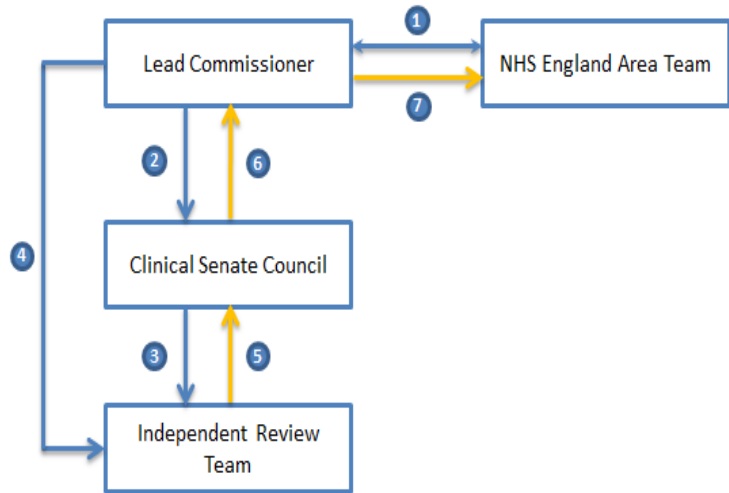 1
Lead Commissioner
NHS England Area Team
7
2
6
4
Clinical Senate Council
3
5
Independent Review
Team